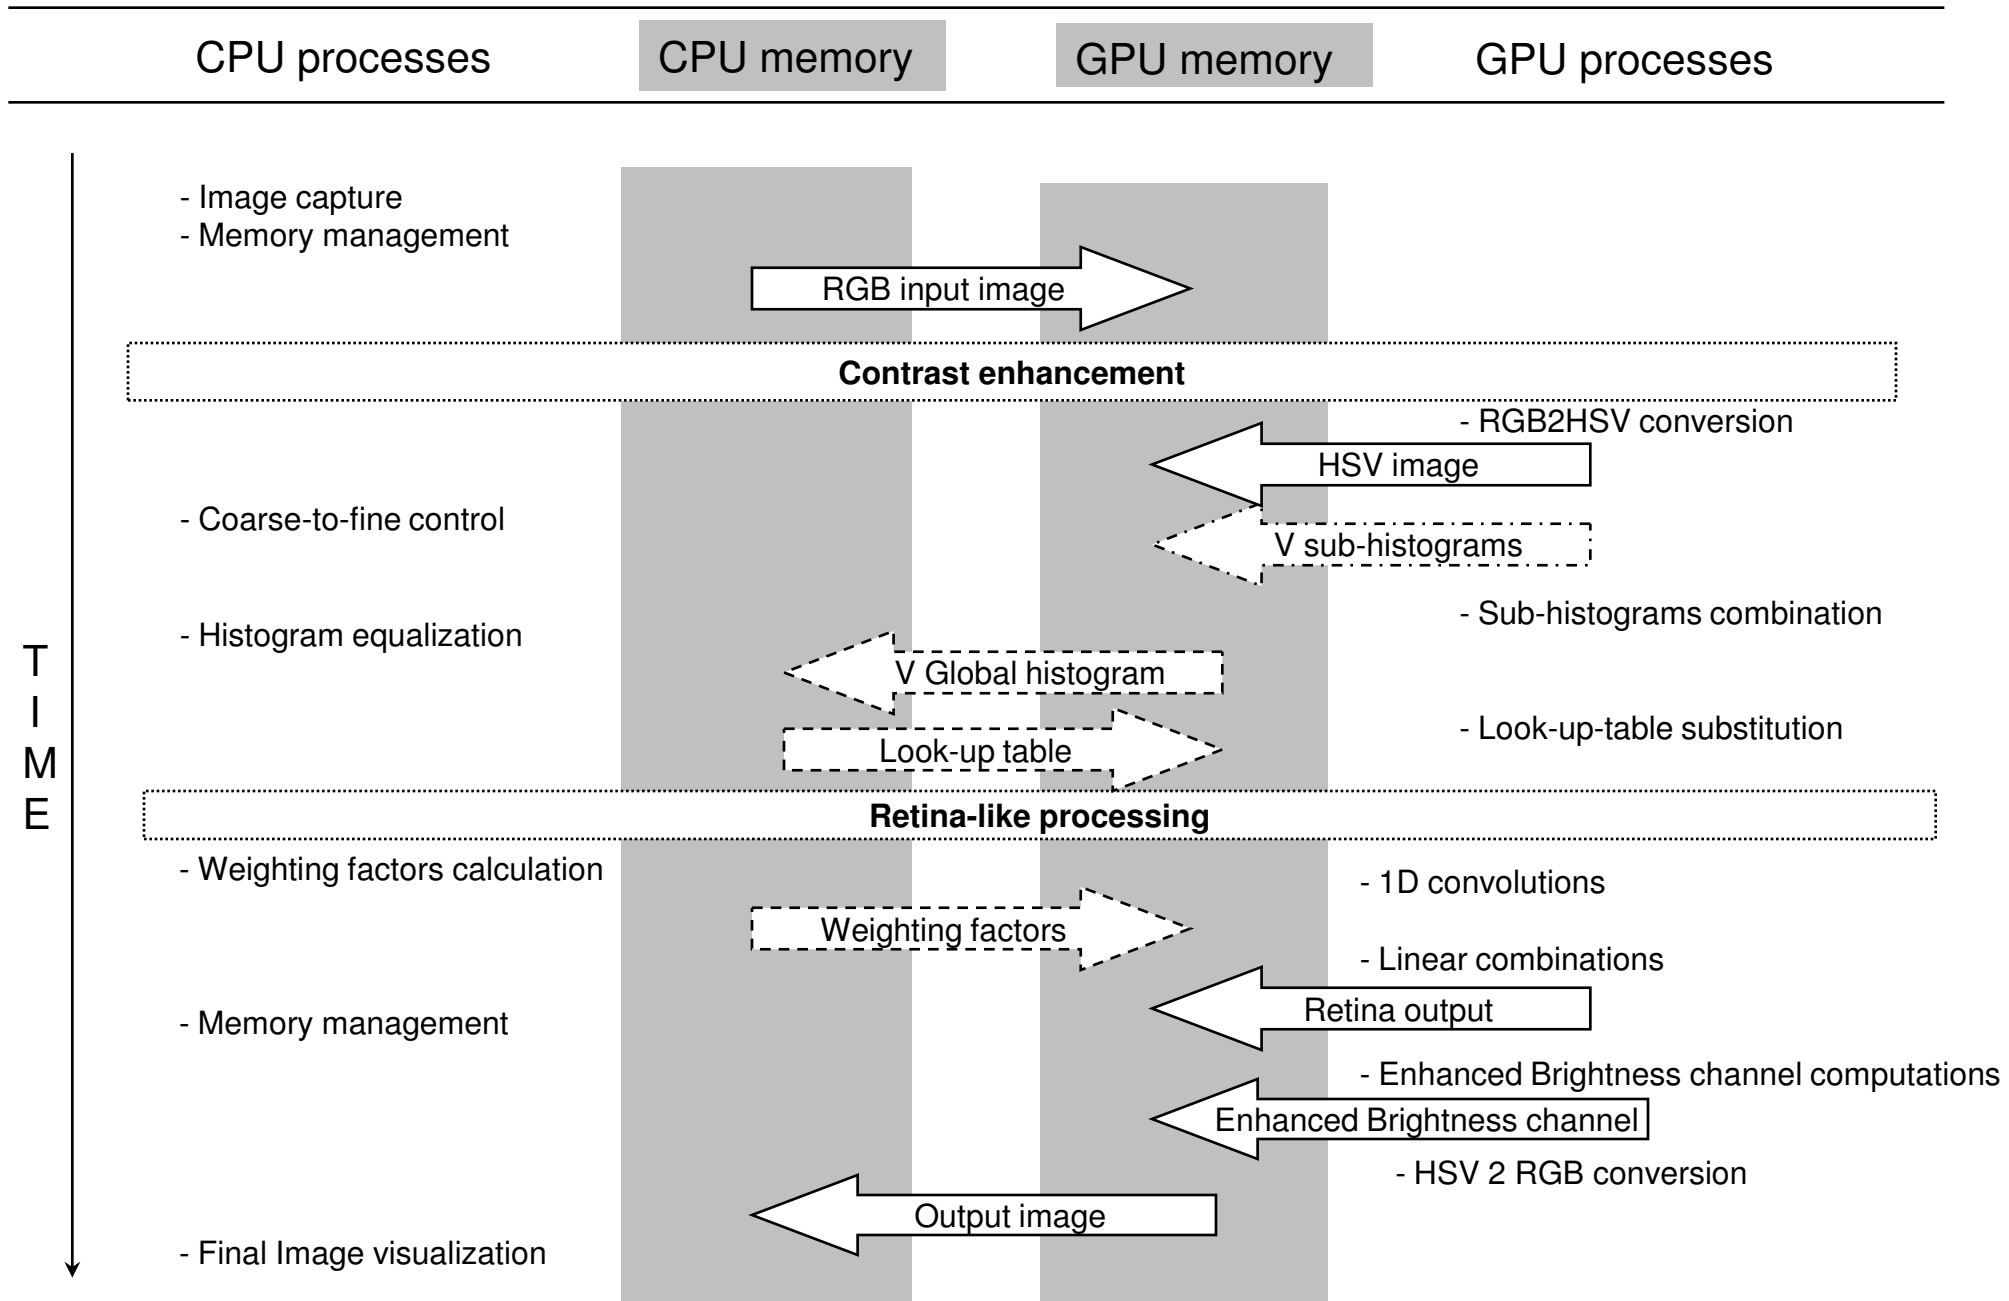 CPU processes
CPU memory
GPU memory
GPU processes
- Image capture
- Memory management
RGB input image
Contrast enhancement
- RGB2HSV conversion
HSV image
- Coarse-to-fine control
V sub-histograms
- Sub-histograms combination
- Histogram equalization
V Global histogram
- Look-up-table substitution
Look-up table
T
I
M
E
Retina-like processing
- Weighting factors calculation
- 1D convolutions
Weighting factors
- Linear combinations
Retina output
- Memory management
- Enhanced Brightness channel computations
Enhanced Brightness channel
- HSV 2 RGB conversion
Output image
- Final Image visualization